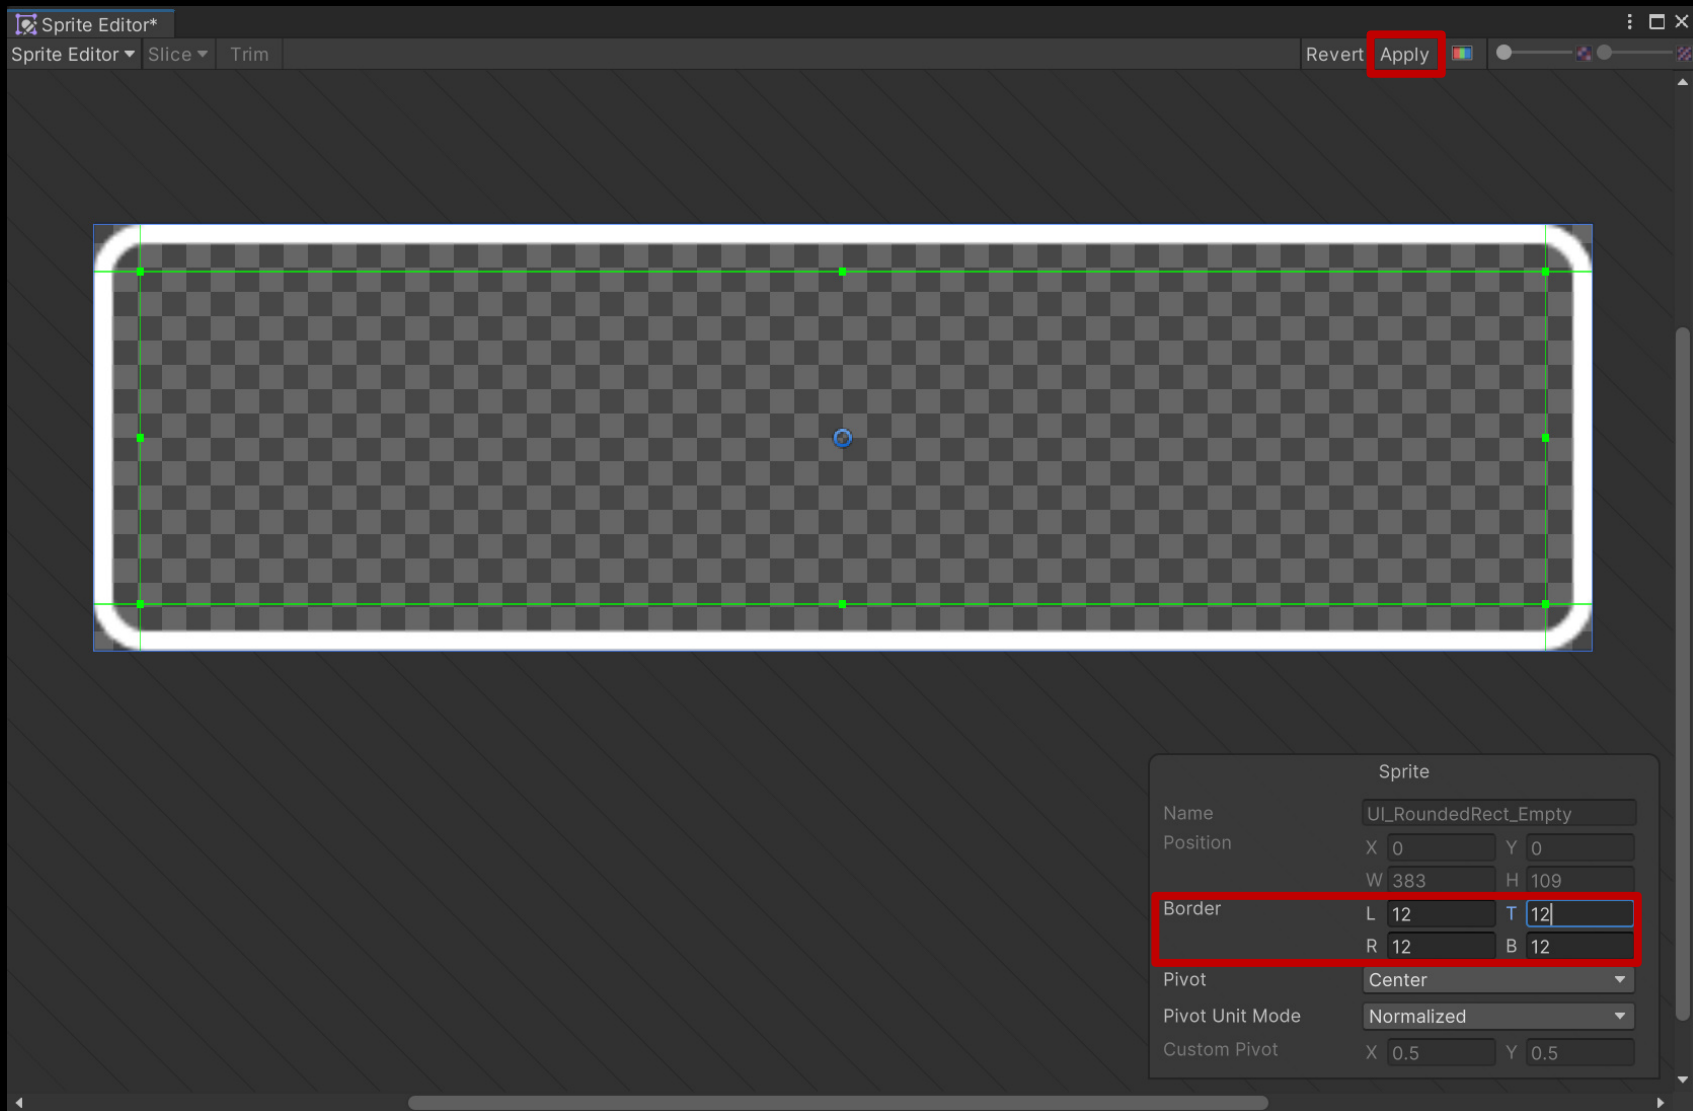 Sprite Editor*
Sprite Editor Slice Trim Revert Apply
Sprite
Name UI_RoundedRect_Empty
Position X 0 Y 0
W 383 H 109
Border L 12 T 12
R 12 B 12
Pivot Center
Pivot Unit Mode Normalized
Custom Pivot X 0.5 Y 0.5